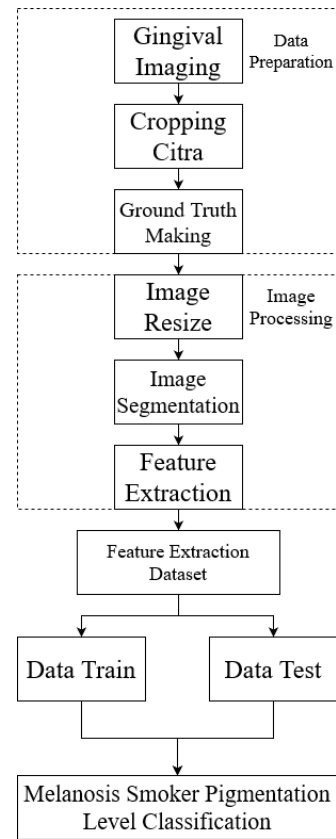 Gingival
Imaging
Data
Preparation
Cropping
Citra
Ground Truth
Making
Image
Resize
Image
Processing
Image
Segmentation
Feature
Extraction
Feature Extraction
Dataset
Data Train
Data Test
Melanosis Smoker Pigmentation
Level Classification